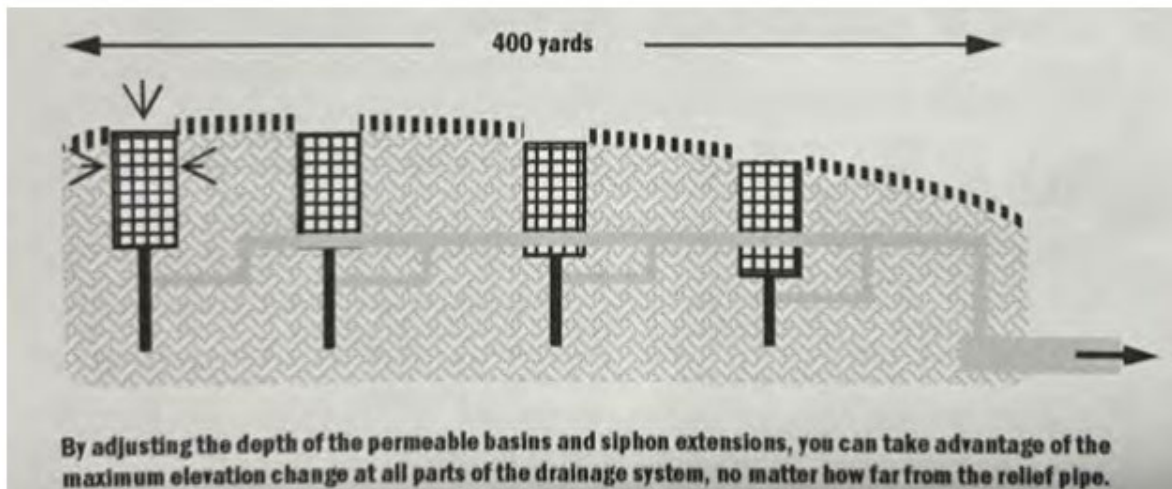 400 yards
By adjusting the depth of the permeable basins and siphon extensions, you can take advantage of the
maximum elevation change at all parts of the drainage system, no matter how far from the relief pipe.